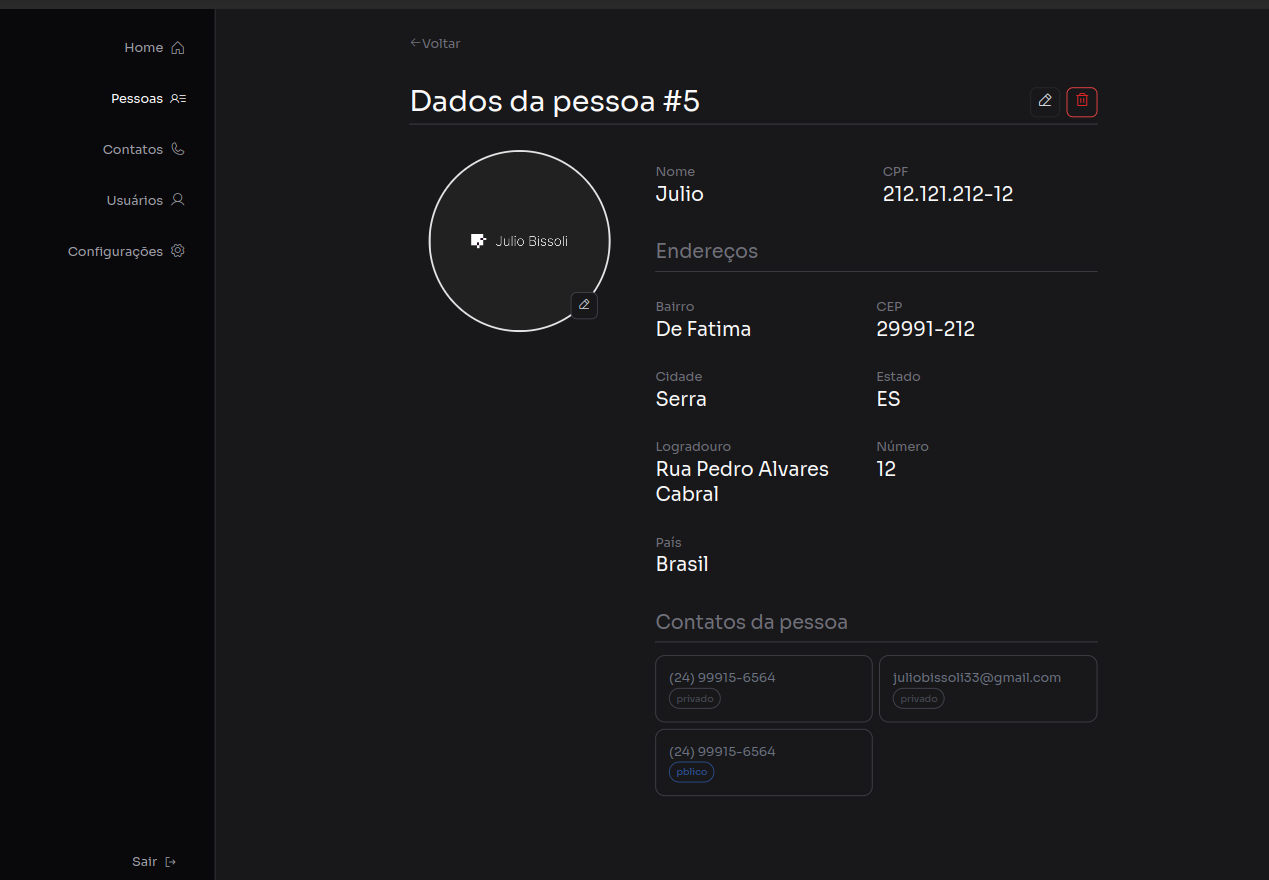 Home
Pessoas
Contatos
Usuários
Configurações
Sair
←Voltar
Dados da pessoa #5
Julio Bissoli
Nome
Julio
CPF
212.121.212-12
Endereços
Bairro
De Fatima
CEP
29991-212
Cidade
Serra
Estado
ES
Logradouro
Rua Pedro Alvares
Cabral
Número
12
País
Brasil
Contatos da pessoa
(24) 99915-6564
privado
juliobissoli33@gmail.com
privado
(24) 99915-6564
pblico